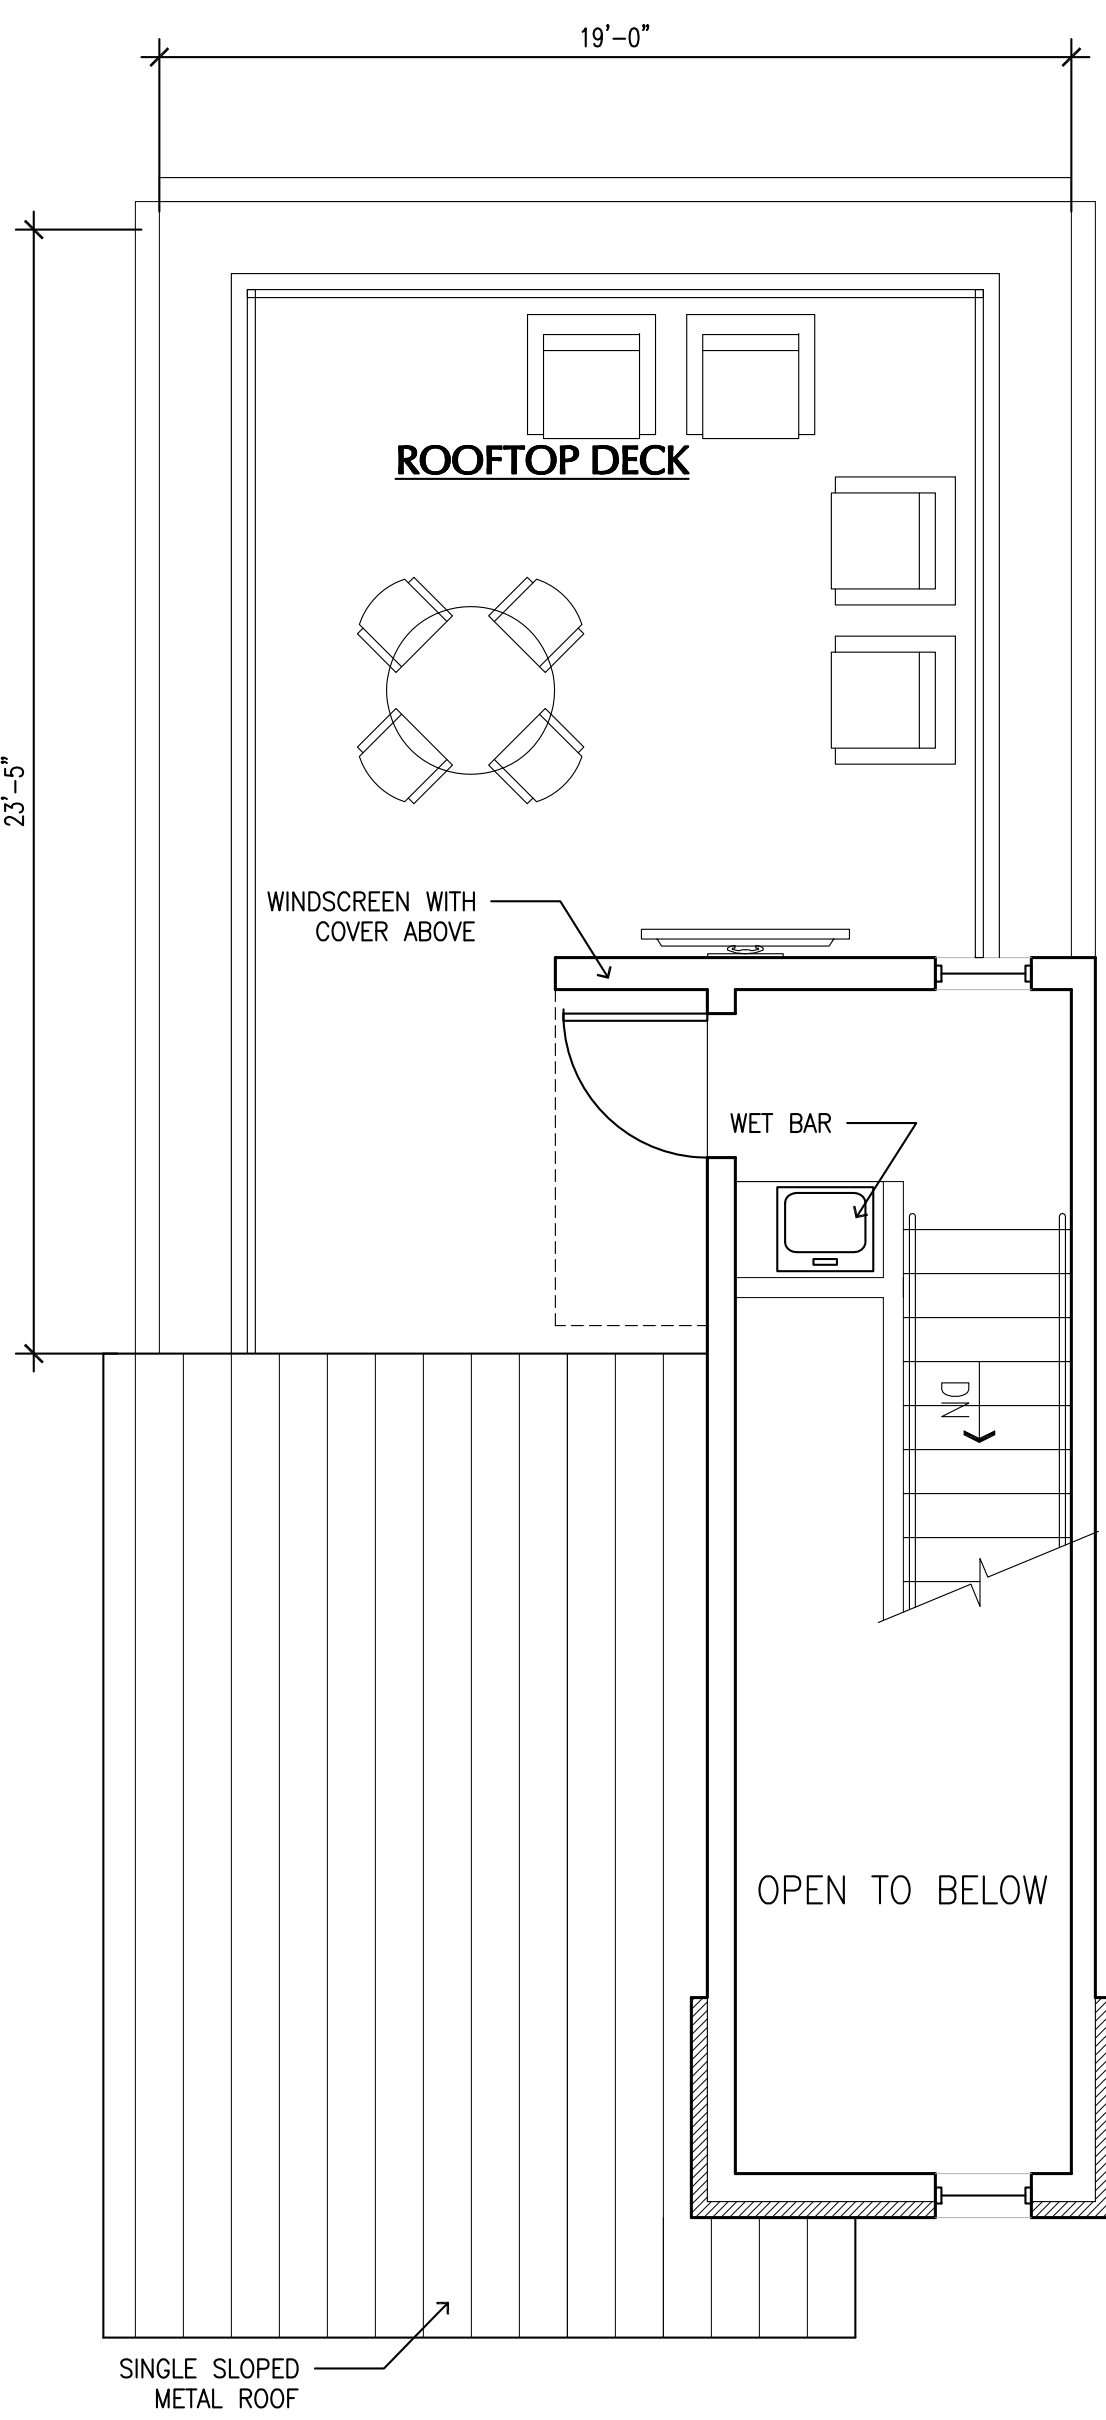 19'-0"
ROOFTOP DECK
23'-5"
WINDSCREEN WITH
COVER ABOVE
WET BAR
DN
OPEN TO BELOW
SINGLE SLOPED
METAL ROOF